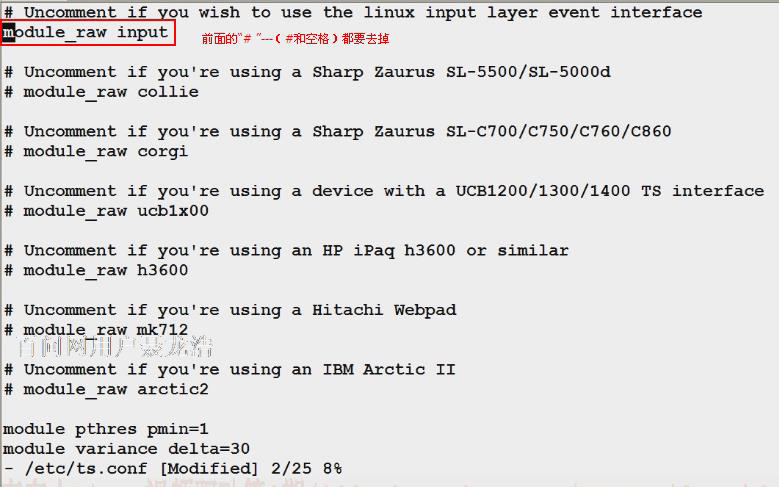 # Uncomment if you wish to use the linux input layer event interface
module_raw input
前面的“# ”---（ #和空格）都要去掉
# Uncomment if you're using a Sharp Zaurus SL-5500/SL-5000d
# module_raw collie
# Uncomment if you're using a Sharp Zaurus SL-C700/C750/C760/C860
# module_raw corgi
# Uncomment if you're using a device with a UCB1200/1300/1400 TS interface
# module_raw ucb1x00
# Uncomment if you're using an HP iPaq h3600 or similar
# module_raw h3600
# Uncomment if you're using a Hitachi Webpad
# module_raw mk712
# Uncomment if you're using an IBM Arctic II
# module_raw arctic2
module pthres pmin=1
module variance delta=30
- /etc/ts.conf [Modified] 2/25 8%